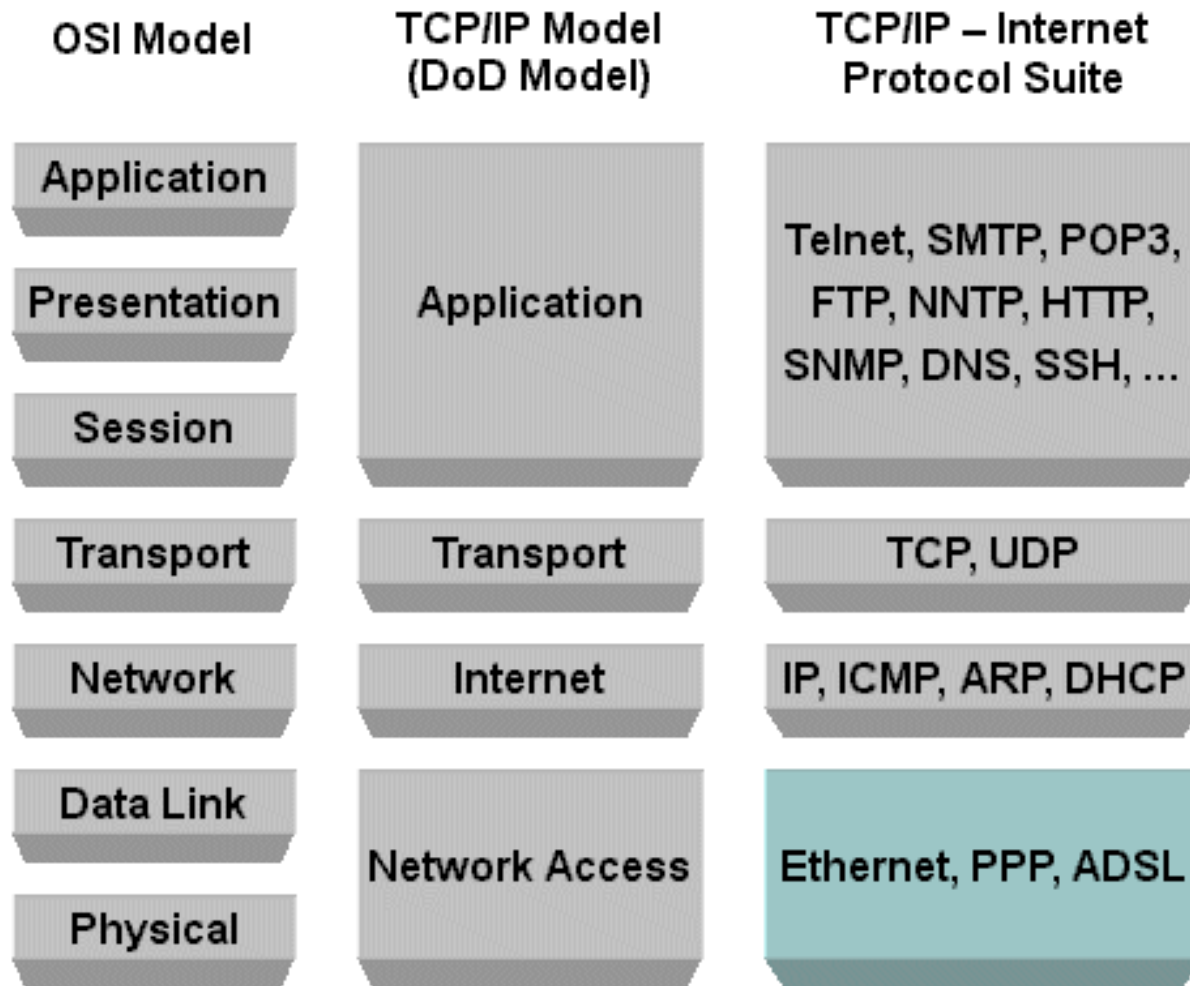 OSI Model
TCP/IP Model
(DoD Model)
TCP/IP – Internet
Protocol Suite
Application
Presentation
Session
Application
Telnet, SMTP, POP3,
FTP, NNTP, HTTP,
SNMP, DNS, SSH, ...
Transport
Transport
TCP, UDP
Network
Internet
IP, ICMP, ARP, DHCP
Data Link
Physical
Network Access
Ethernet, PPP, ADSL